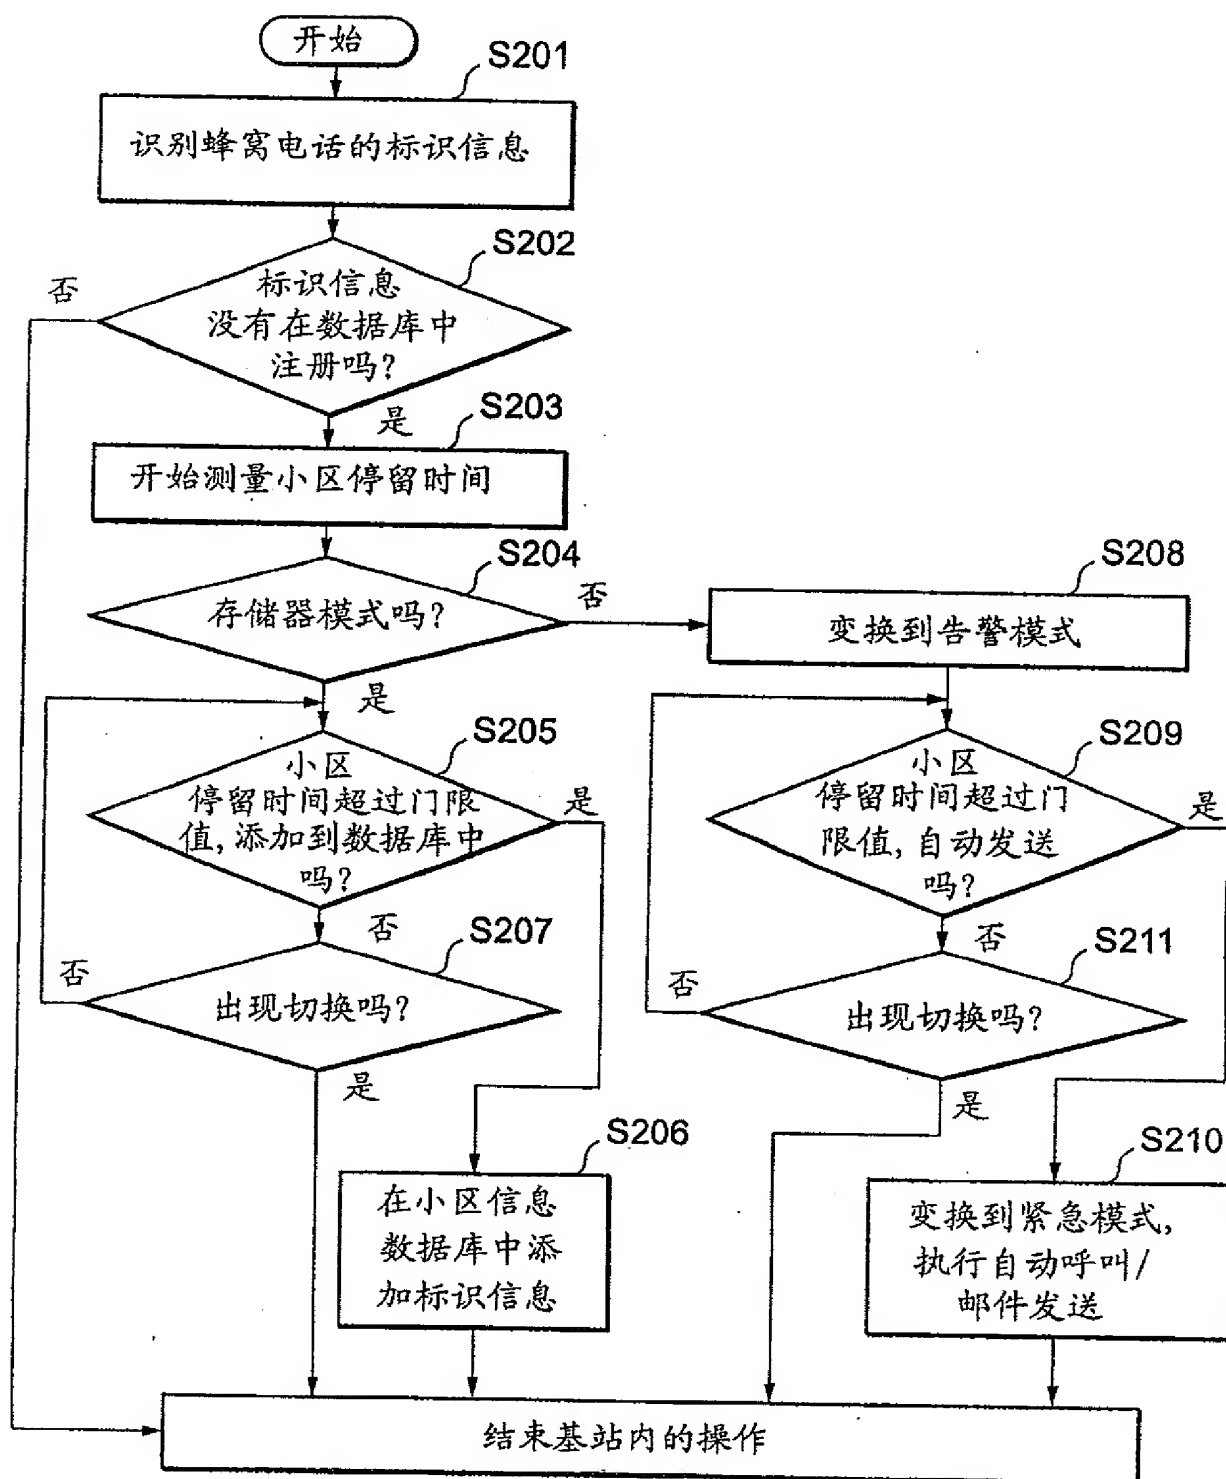 开始
S201
识别蜂窝电话的标识信息
S202
否
标识信息
没有在数据库中
注册吗?
是
S203
开始测量小区停留时间
S204
存储器模式吗?
否
S208
变换到告警模式
是
S205
小区
停留时间超过门限
值,添加到数据库中
吗?
是
S209
小区
停留时间超过门
限值,自动发送
吗?
是
否
S207
否
出现切换吗?
是
否
S211
否
出现切换吗?
是
S206
在小区信息
数据库中添
加标识信息
S210
变换到紧急模式,
执行自动呼叫/
邮件发送
结束基站内的操作